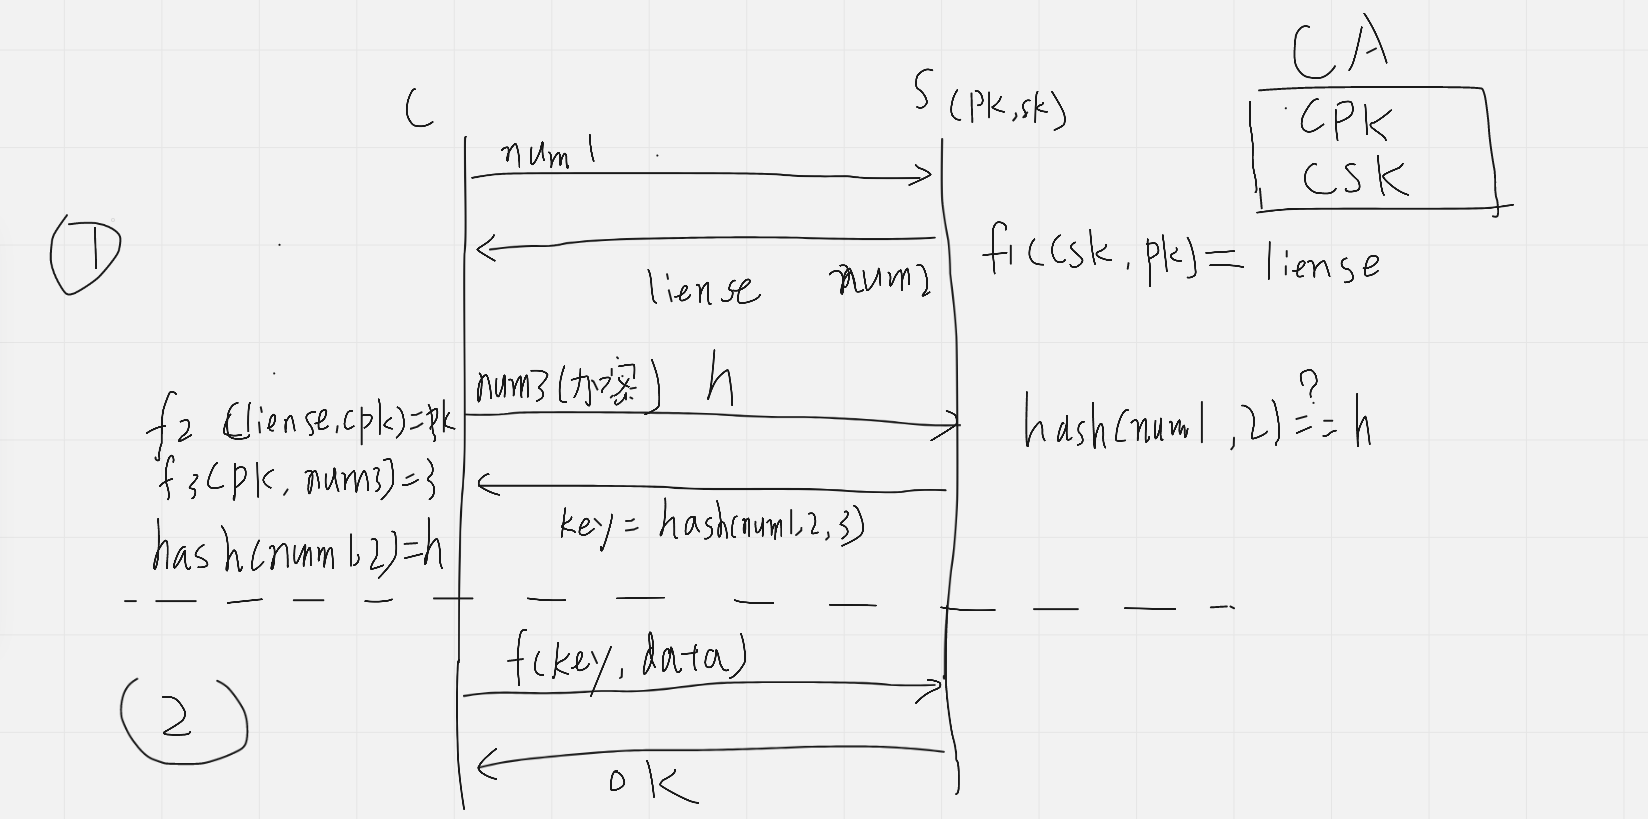 CA
C
S (pk,sk)
CPK
CSK
num1
①
f1(csk,pk)=liense
liense num2
num3(加密) h
f2 (liense,cpk)=pk
hash(num1,2)?==h
f3(pk,num3)=3
key=hash(num1,2,3)
hash(num1,2)=h
f(key,data)
②
ok